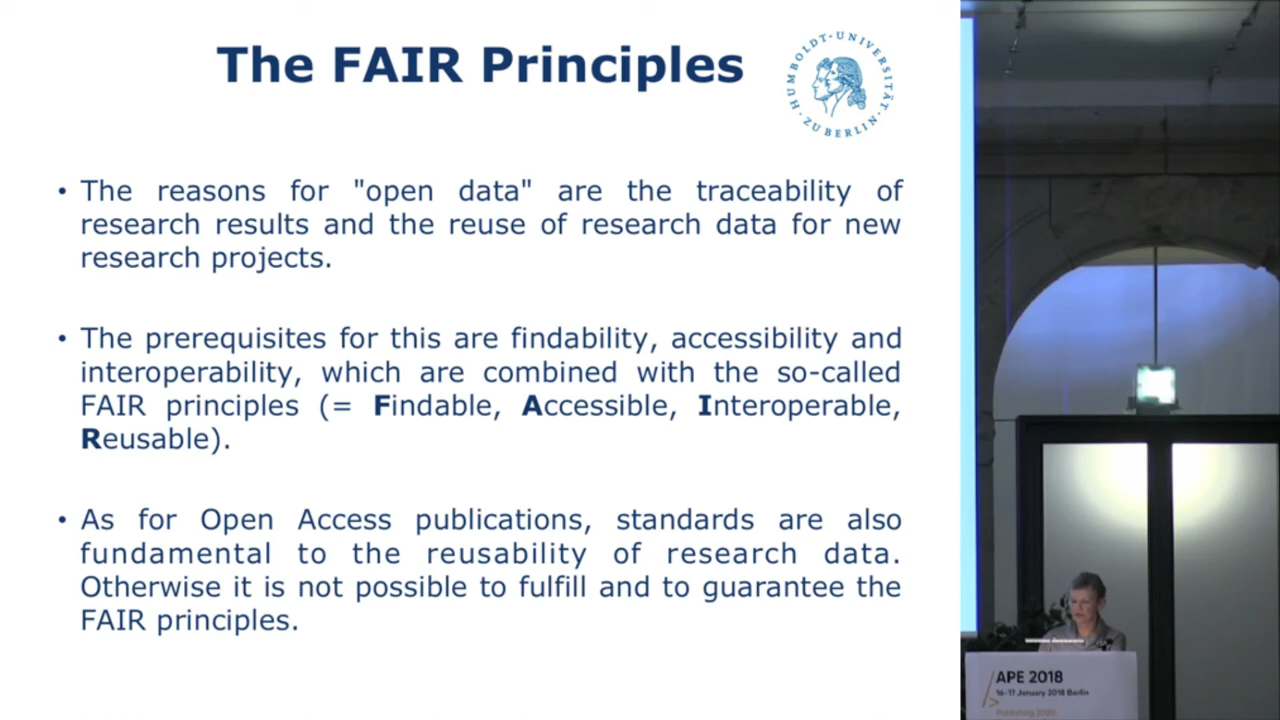 The FAIR Principles
HUMBOLDT-UNIVERSITÄT ZU BERLIN
• The reasons for "open data" are the traceability of
research results and the reuse of research data for new
research projects.
• The prerequisites for this are findability, accessibility and
interoperability, which are combined with the so-called
FAIR principles (= Findable, Accessible, Interoperable,
Reusable).
• As for Open Access publications, standards are also
fundamental to the reusability of research data.
Otherwise it is not possible to fulfill and to guarantee the
FAIR principles.
APE 2018
16-17 January 2018 Berlin
Publishing 2020